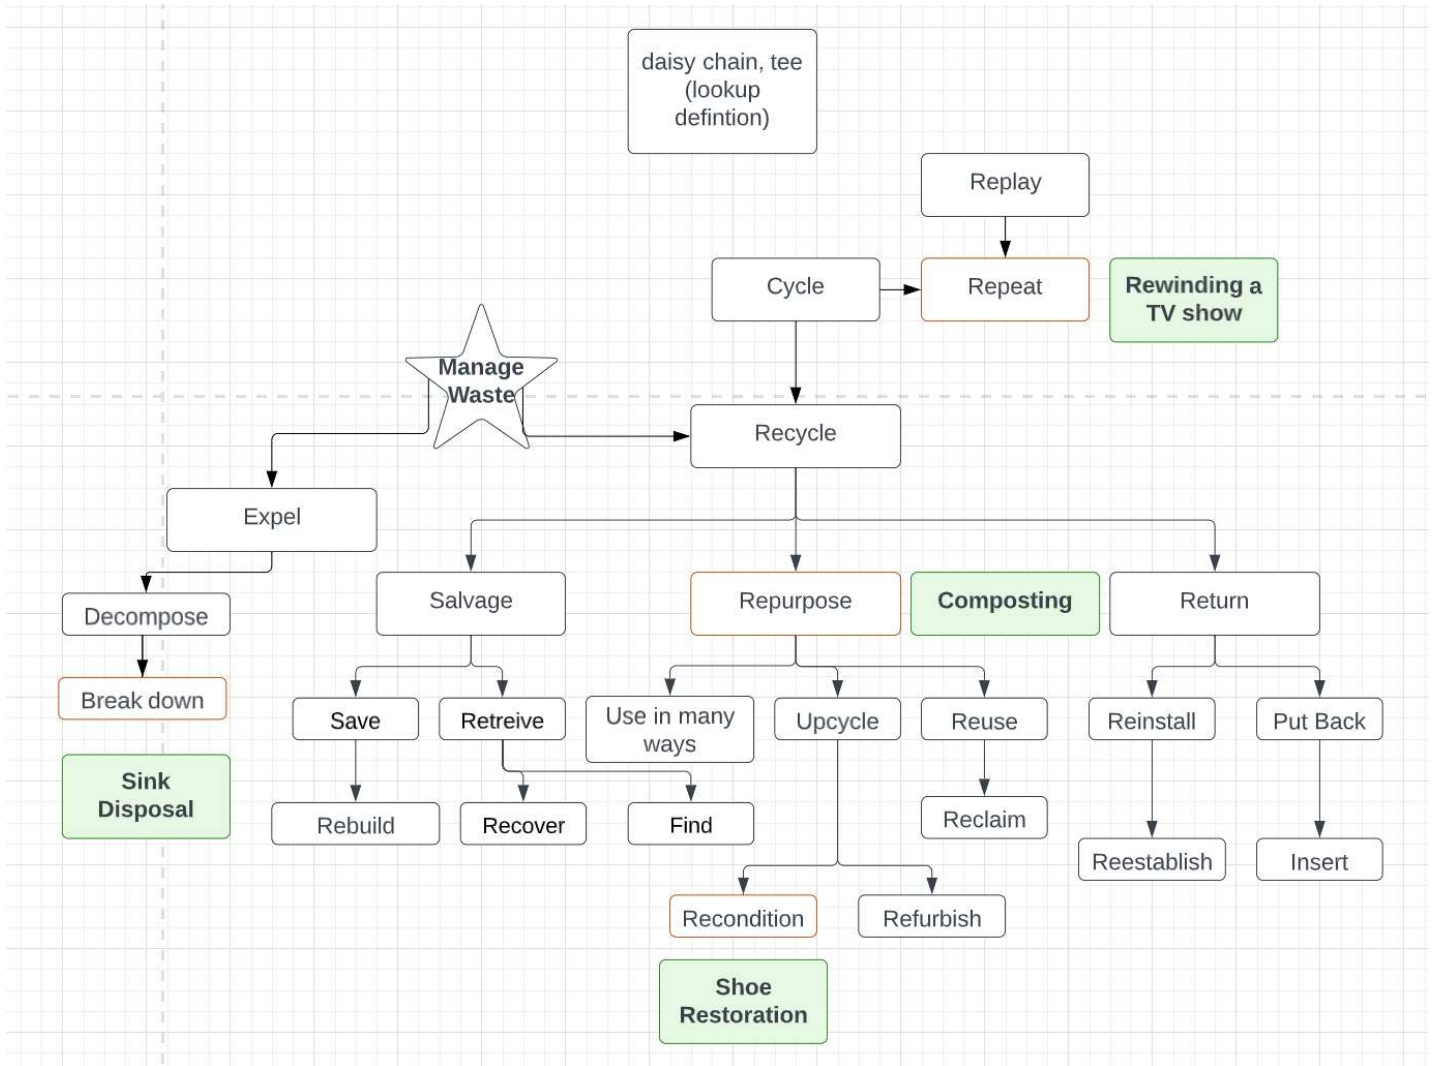 daisy chain, tee
(lookup
defintion)
Replay
Cycle
Repeat
Rewinding a
TV show
Manage
Waste
Recycle
Expel
Decompose
Salvage
Repurpose
Composting
Return
Break down
Save
Retreive
Use in many
ways
Upcycle
Reuse
Reinstall
Put Back
Sink
Disposal
Rebuild
Recover
Find
Reclaim
Reestablish
Insert
Recondition
Refurbish
Shoe
Restoration